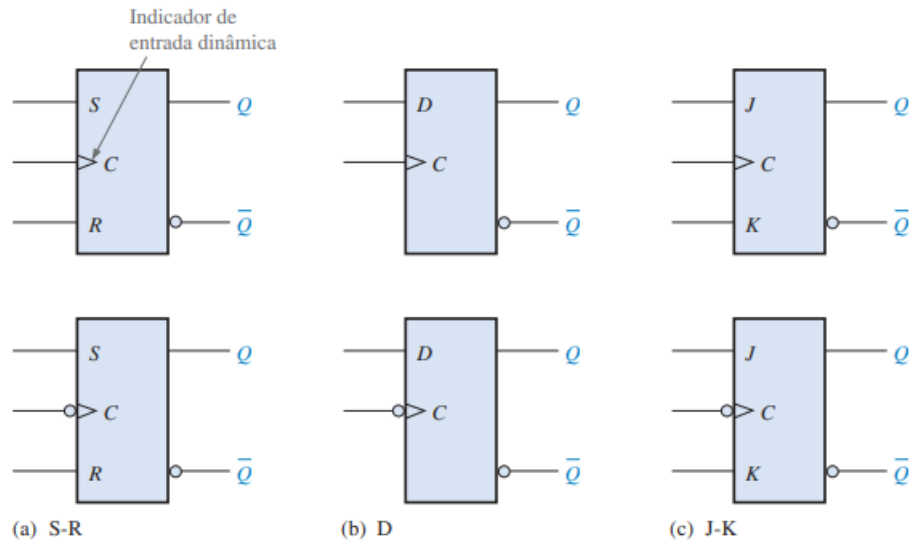 Indicador de
entrada dinâmica
S Q D Q J Q
C C C
R Q̅ Q̅ K Q̅
S Q D Q J Q
C C C
R Q̅ Q̅ K Q̅
(a) S-R (b) D (c) J-K